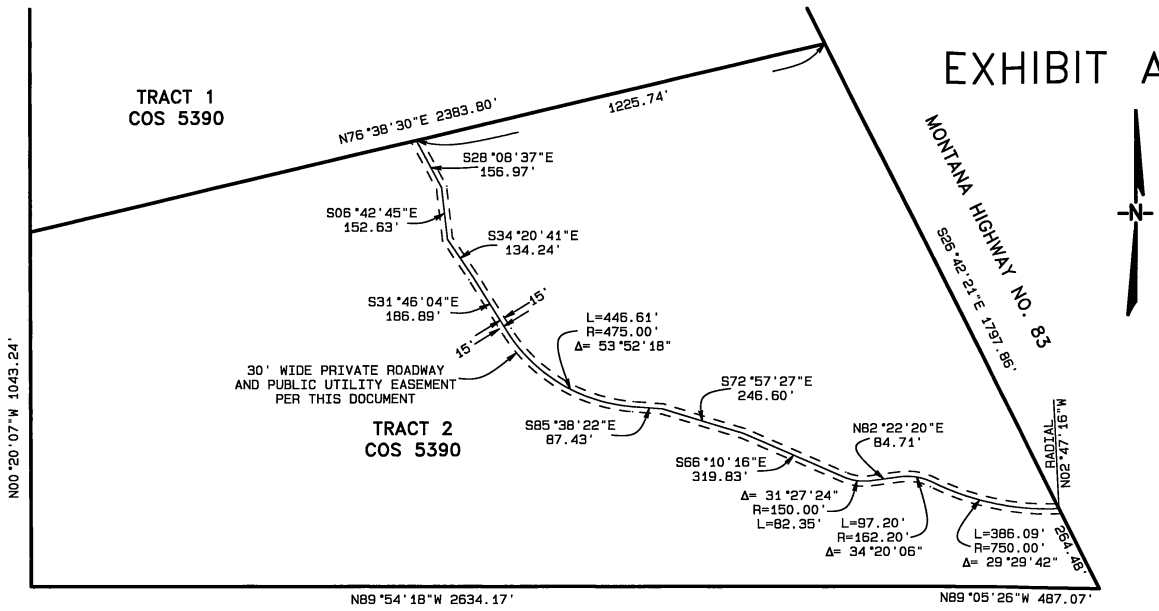 EXHIBIT A
TRACT 1
COS 5390
N76°38'30"E 2383.80'
1225.74'
MONTANA HIGHWAY NO. 83
S26°42'21"E 1797.86'
-N-
S28°08'37"E
156.97'
S06°42'45"E
152.63'
S34°20'41"E
134.24'
S31°46'04"E
186.89'
15'
15'
L=446.61'
R=475.00'
Δ= 53°52'18"
30' WIDE PRIVATE ROADWAY
AND PUBLIC UTILITY EASEMENT
PER THIS DOCUMENT
TRACT 2
COS 5390
S85°38'22"E
87.43'
S72°57'27"E
246.60'
S66°10'16"E
319.83'
N82°22'20"E
84.71'
Δ= 31°27'24"
R=150.00'
L=82.35'
L=97.20'
R=162.20'
Δ= 34°20'06"
L=386.09'
R=750.00'
Δ= 29°29'42"
RADIAL
N02°47'16"W
264.48'
N00°20'07"W 1043.24'
N89°54'18"W 2634.17'
N89°05'26"W 487.07'